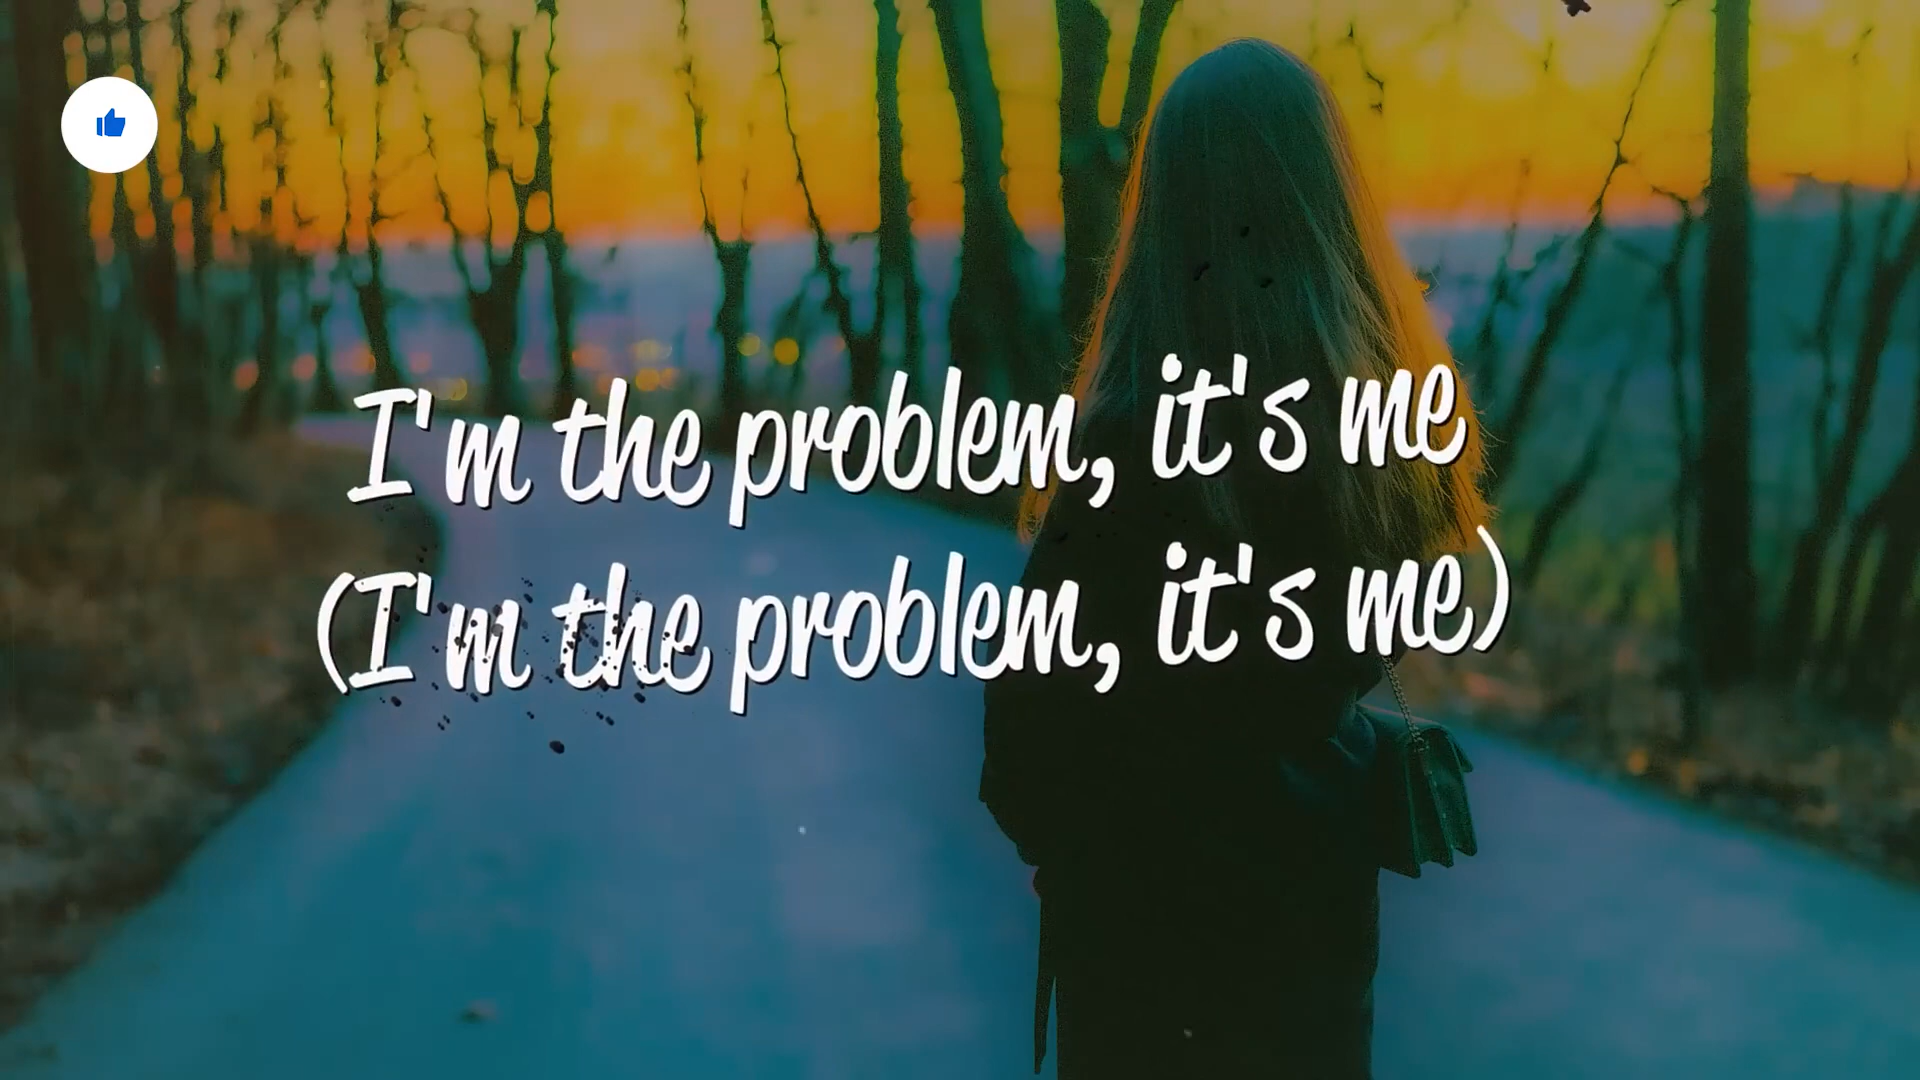 I'm the problem, it's me
(I'm the problem, it's me)